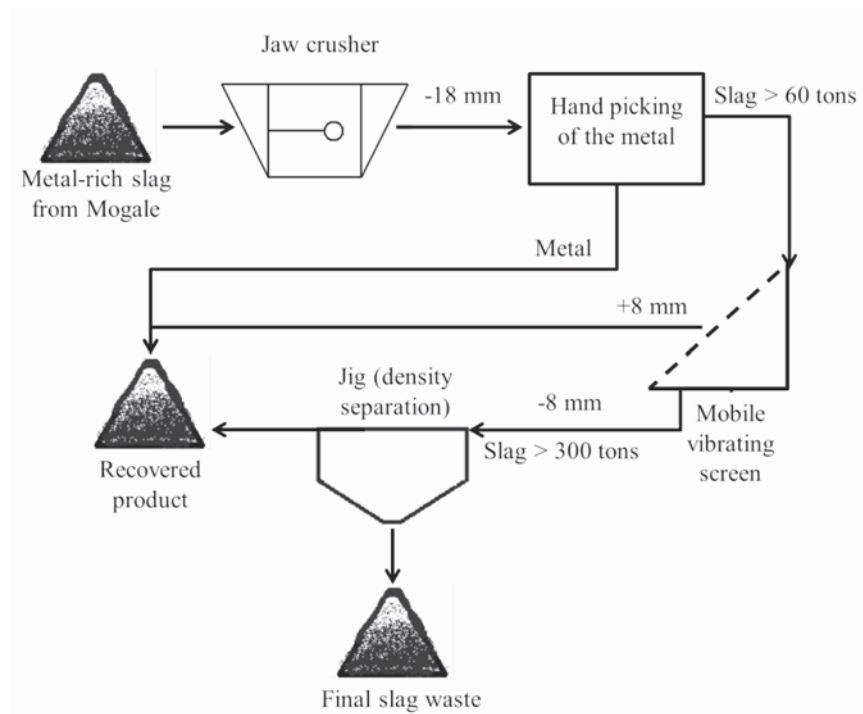 Jaw crusher
-18 mm
Hand picking
of the metal
Slag > 60 tons
Metal-rich slag
from Mogale
Metal
+8 mm
Jig (density
separation)
-8 mm
Slag > 300 tons
Mobile
vibrating
screen
Recovered
product
Final slag waste